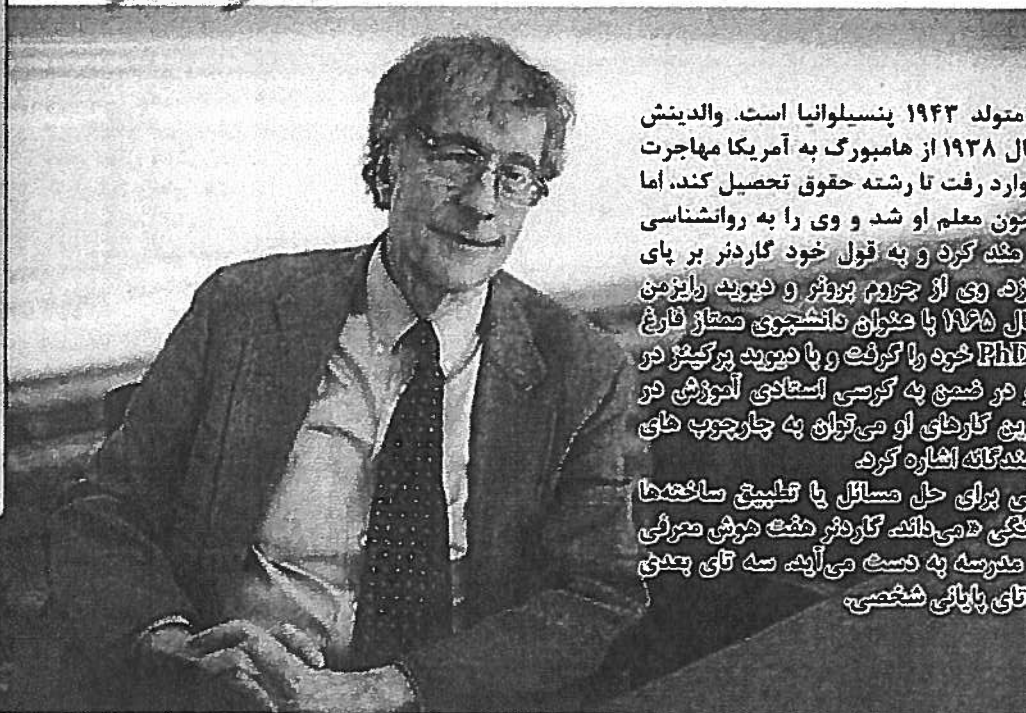 متولد ۱۹۴۳ پنسیلوانیا است. والدینش
ال ۱۹۳۸ از هامبورگ به آمریکا مهاجرت
وارد رفت تا رشته حقوق تحصیل کند، اما
سون معلم او شد و وی را به روانشناسی
مند کرد و به قول خود گاردنر بر پای
زد. وی از جروم برونر و دیوید رایزمن
ال ۱۹۶۵ با عنوان دانشجوی ممتاز فارغ
PhD خود را گرفت و با دیوید پرکینز در
در ضمن به کرسی استادی آموزش در
ین کارهای او می‌توان به چارچوب های
ندگانه اشاره کرد.
ی برای حل مسائل یا تطبیق ساخته‌ها
نگی» می‌داند. گاردنر هفت هوش معرفی
مدرسه به دست می‌آید. سه تای بعدی
تای پایانی شخصی.